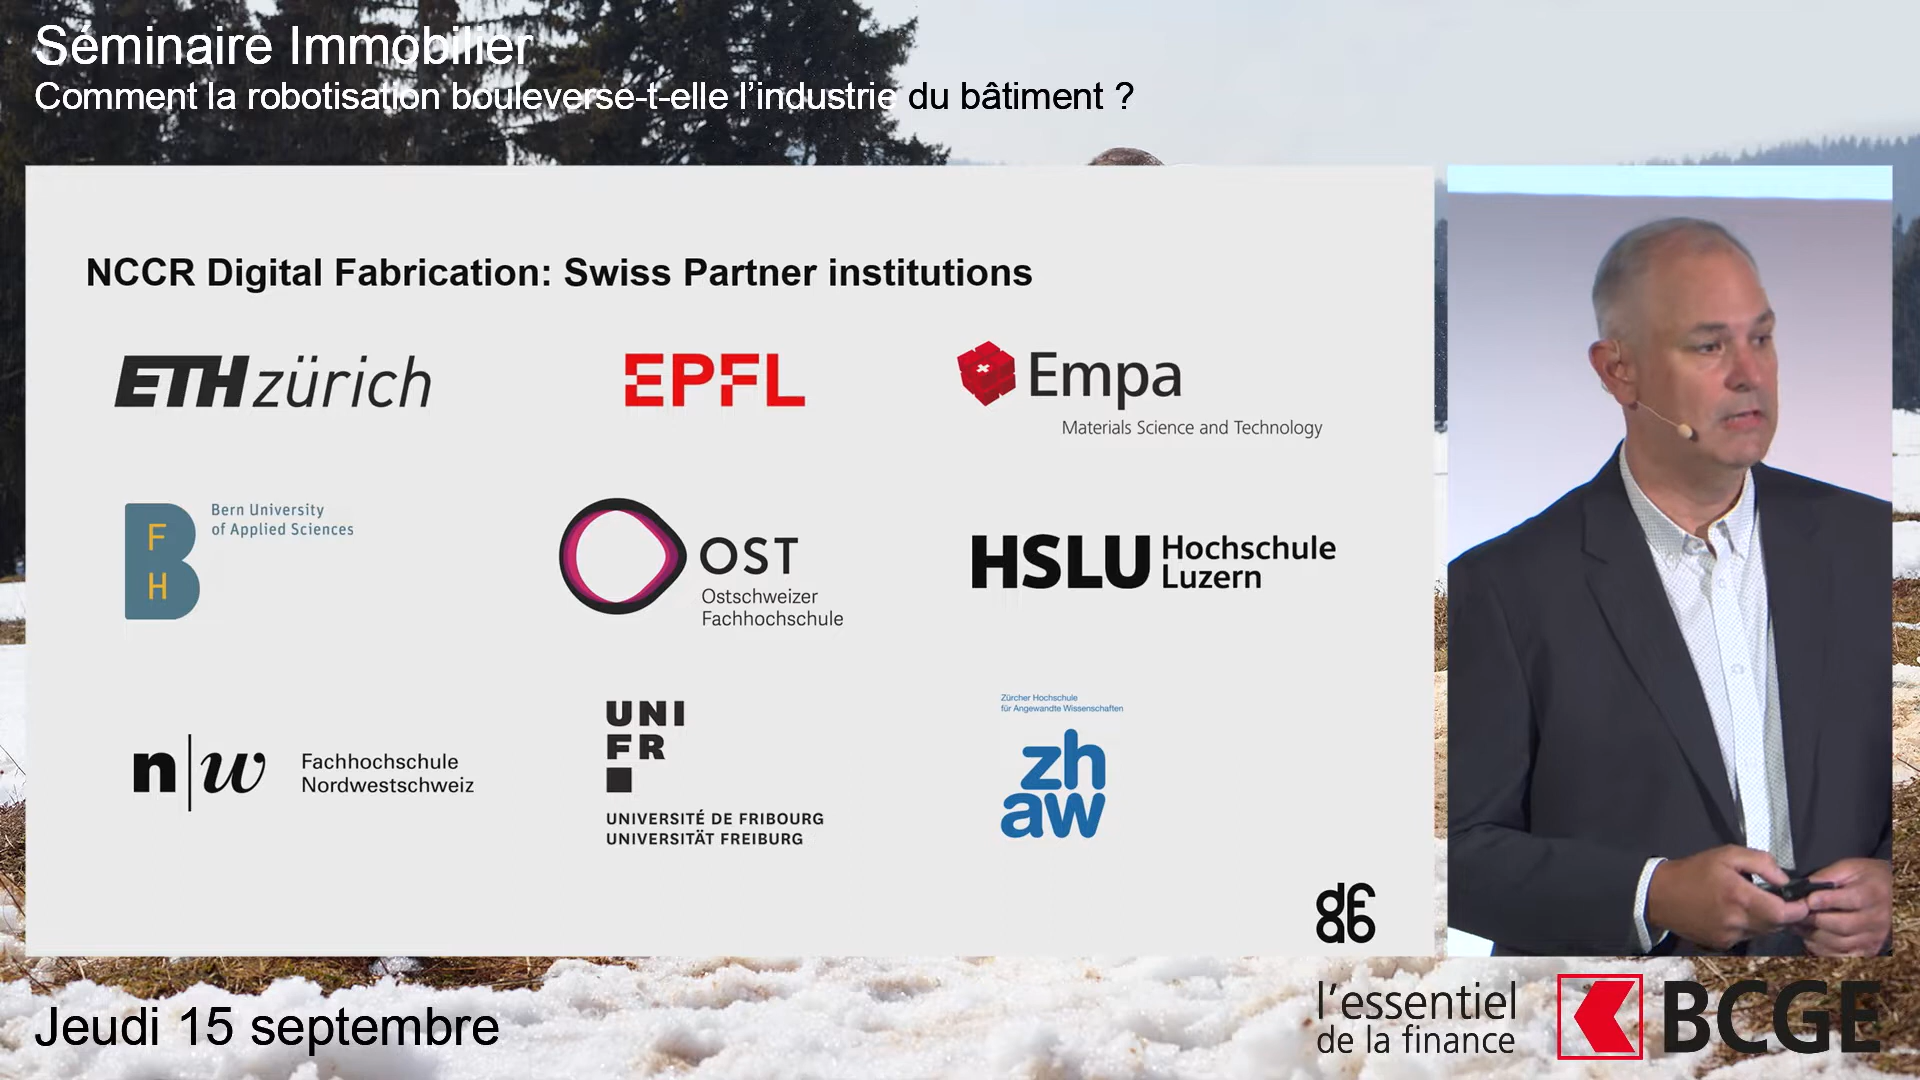 Séminaire Immobilier
Comment la robotisation bouleverse-t-elle l’industrie du bâtiment ?
NCCR Digital Fabrication: Swiss Partner institutions
ETH zürich
EPFL
Empa
Materials Science and Technology
B
F
H
Bern University
of Applied Sciences
OST
Ostschweizer
Fachhochschule
HSLU Hochschule
Luzern
n|w
Fachhochschule
Nordwestschweiz
UNI
FR
UNIVERSITÉ DE FRIBOURG
UNIVERSITÄT FREIBURG
Zürcher Hochschule
für Angewandte Wissenschaften
zh
aw
df
ab
Jeudi 15 septembre
l’essentiel
de la finance
BCGE